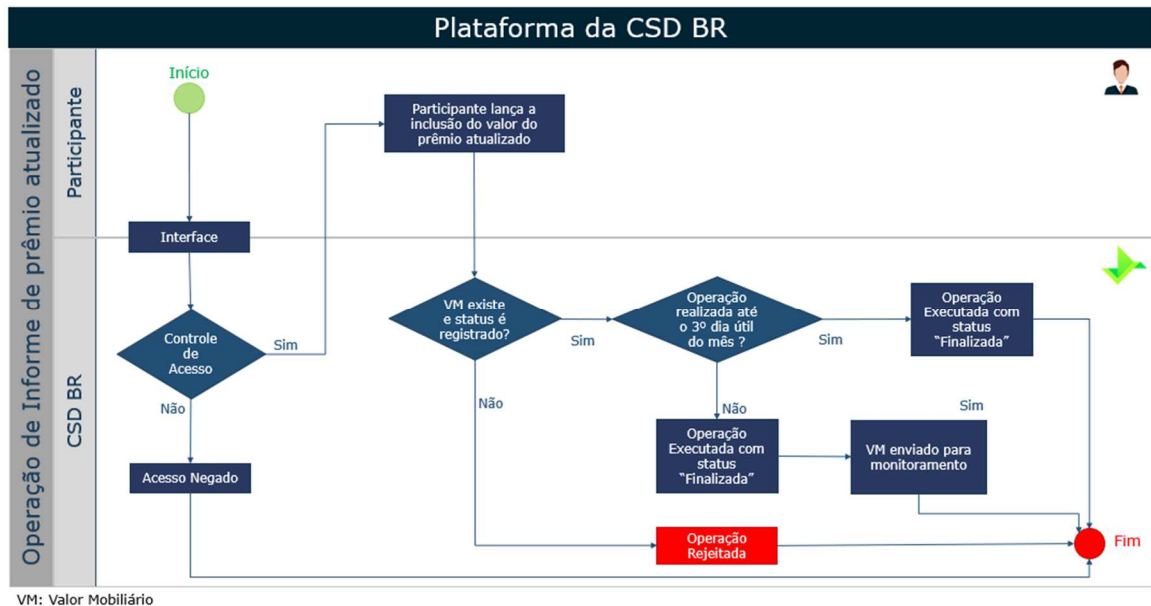 Plataforma da CSD BR
Operação de Informe de prêmio atualizado
Participante
Início
Participante lança a
inclusão do valor do
prêmio atualizado
Interface
CSD BR
Controle
de
Acesso
Sim
Não
Acesso Negado
VM existe
e status é
registrado?
Sim
Não
Operação
realizada até
o 3º dia útil
do mês ?
Sim
Não
Operação
Executada com
status
"Finalizada"
Sim
Operação
Executada com
status
"Finalizada"
VM enviado para
monitoramento
Operação
Rejeitada
Fim
VM: Valor Mobiliário